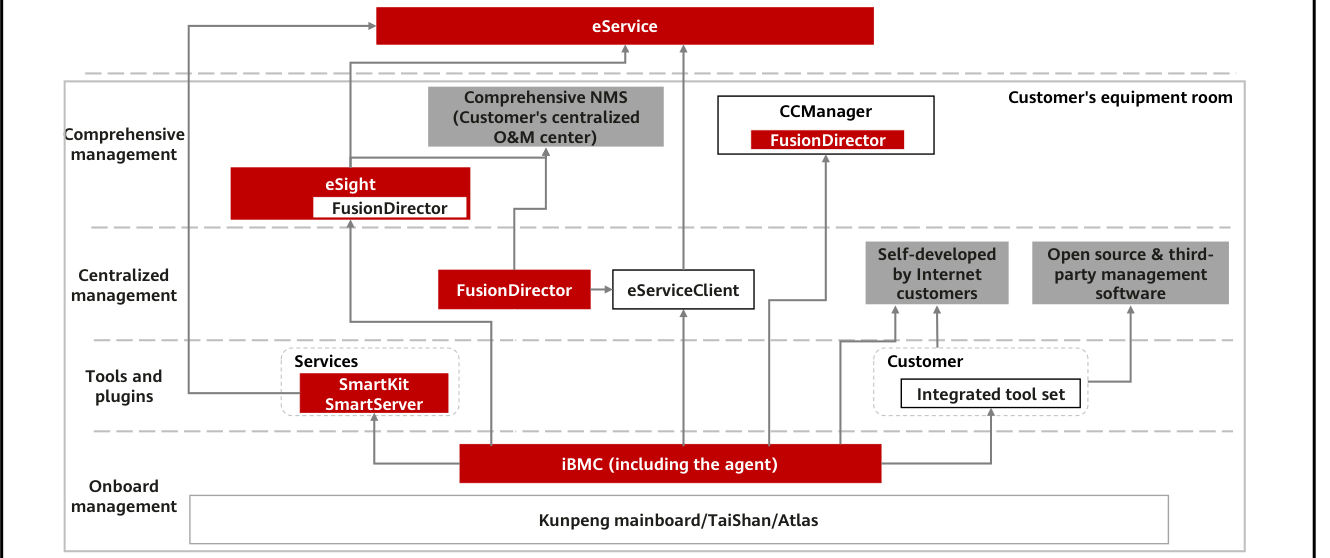 eService
Customer's equipment room
Comprehensive
management
Comprehensive NMS
(Customer's centralized
O&M center)
CCManager
FusionDirector
eSight
FusionDirector
Centralized
management
FusionDirector
eServiceClient
Self-developed
by Internet
customers
Open source & third-
party management
software
Tools and
plugins
Services
SmartKit
SmartServer
Customer
Integrated tool set
Onboard
management
iBMC (including the agent)
Kunpeng mainboard/TaiShan/Atlas